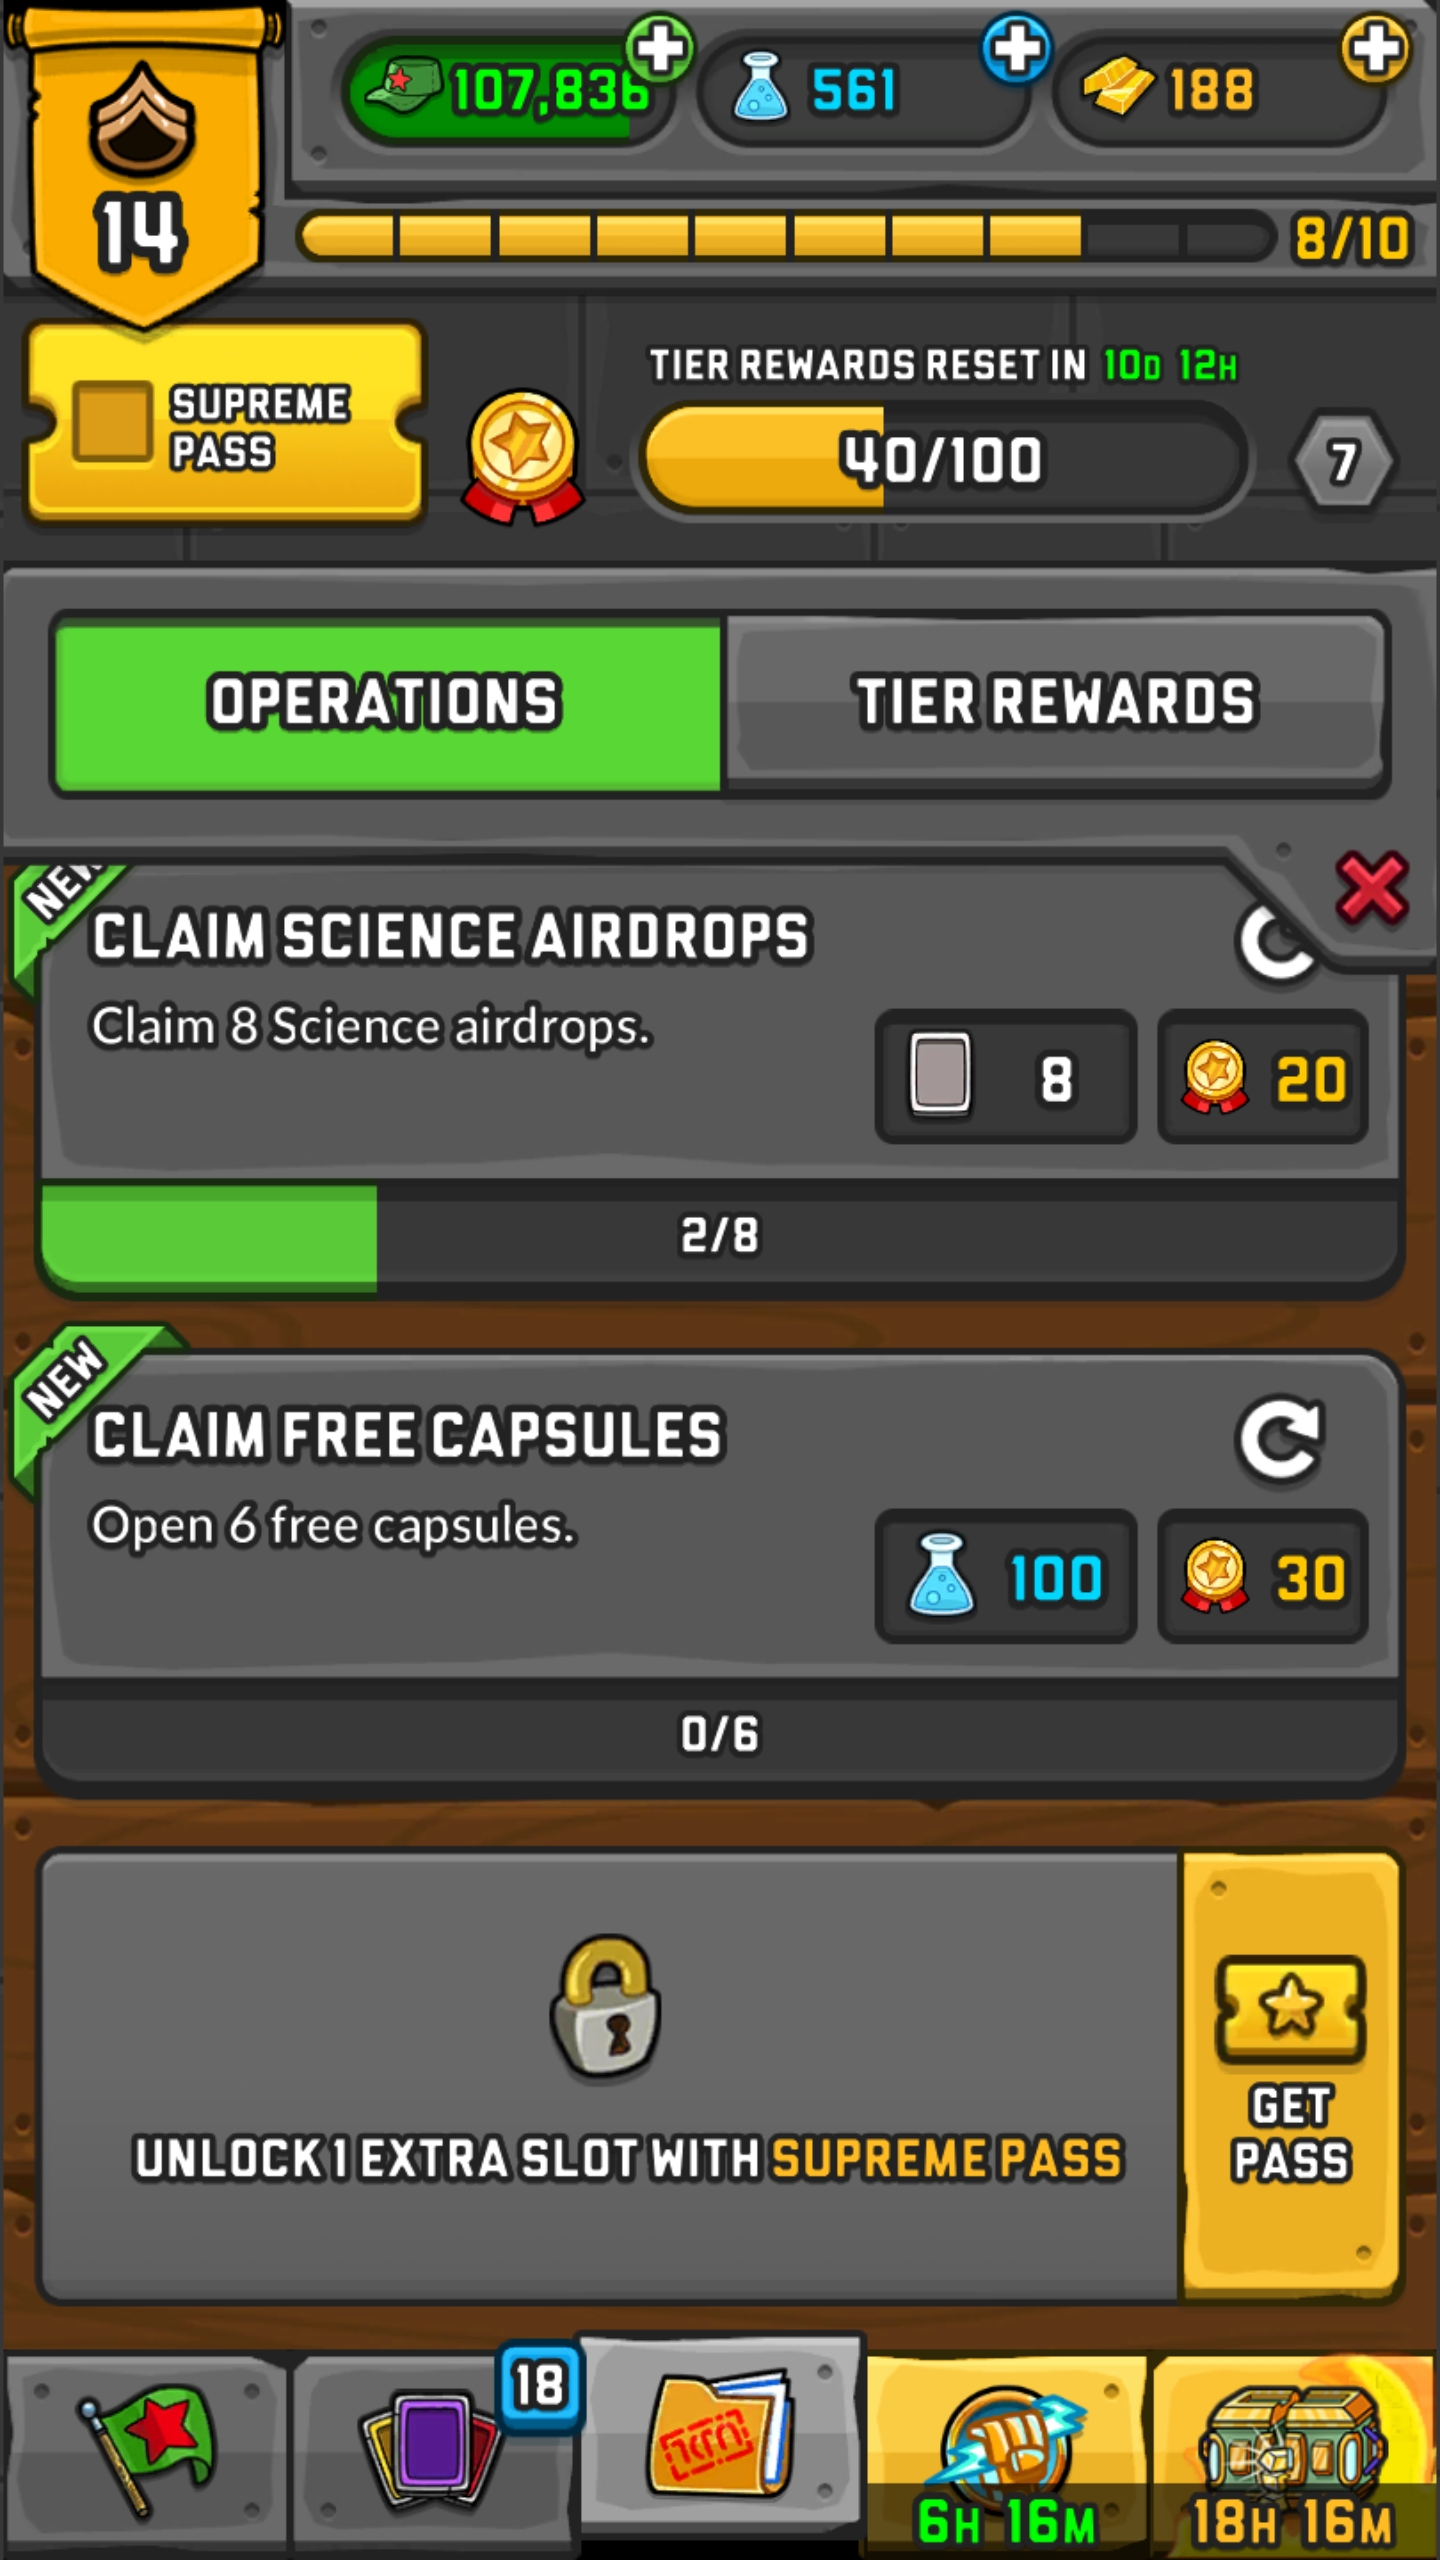 107,836
561
188
14
8/10
SUPREME
PASS
TIER REWARDS RESET IN 10D 12H
40/100
7
OPERATIONS
TIER REWARDS
NEW
CLAIM SCIENCE AIRDROPS
Claim 8 Science airdrops.
8
20
2/8
NEW
CLAIM FREE CAPSULES
Open 6 free capsules.
100
30
0/6
UNLOCK 1 EXTRA SLOT WITH SUPREME PASS
GET
PASS
18
6H 16M
18H 16M